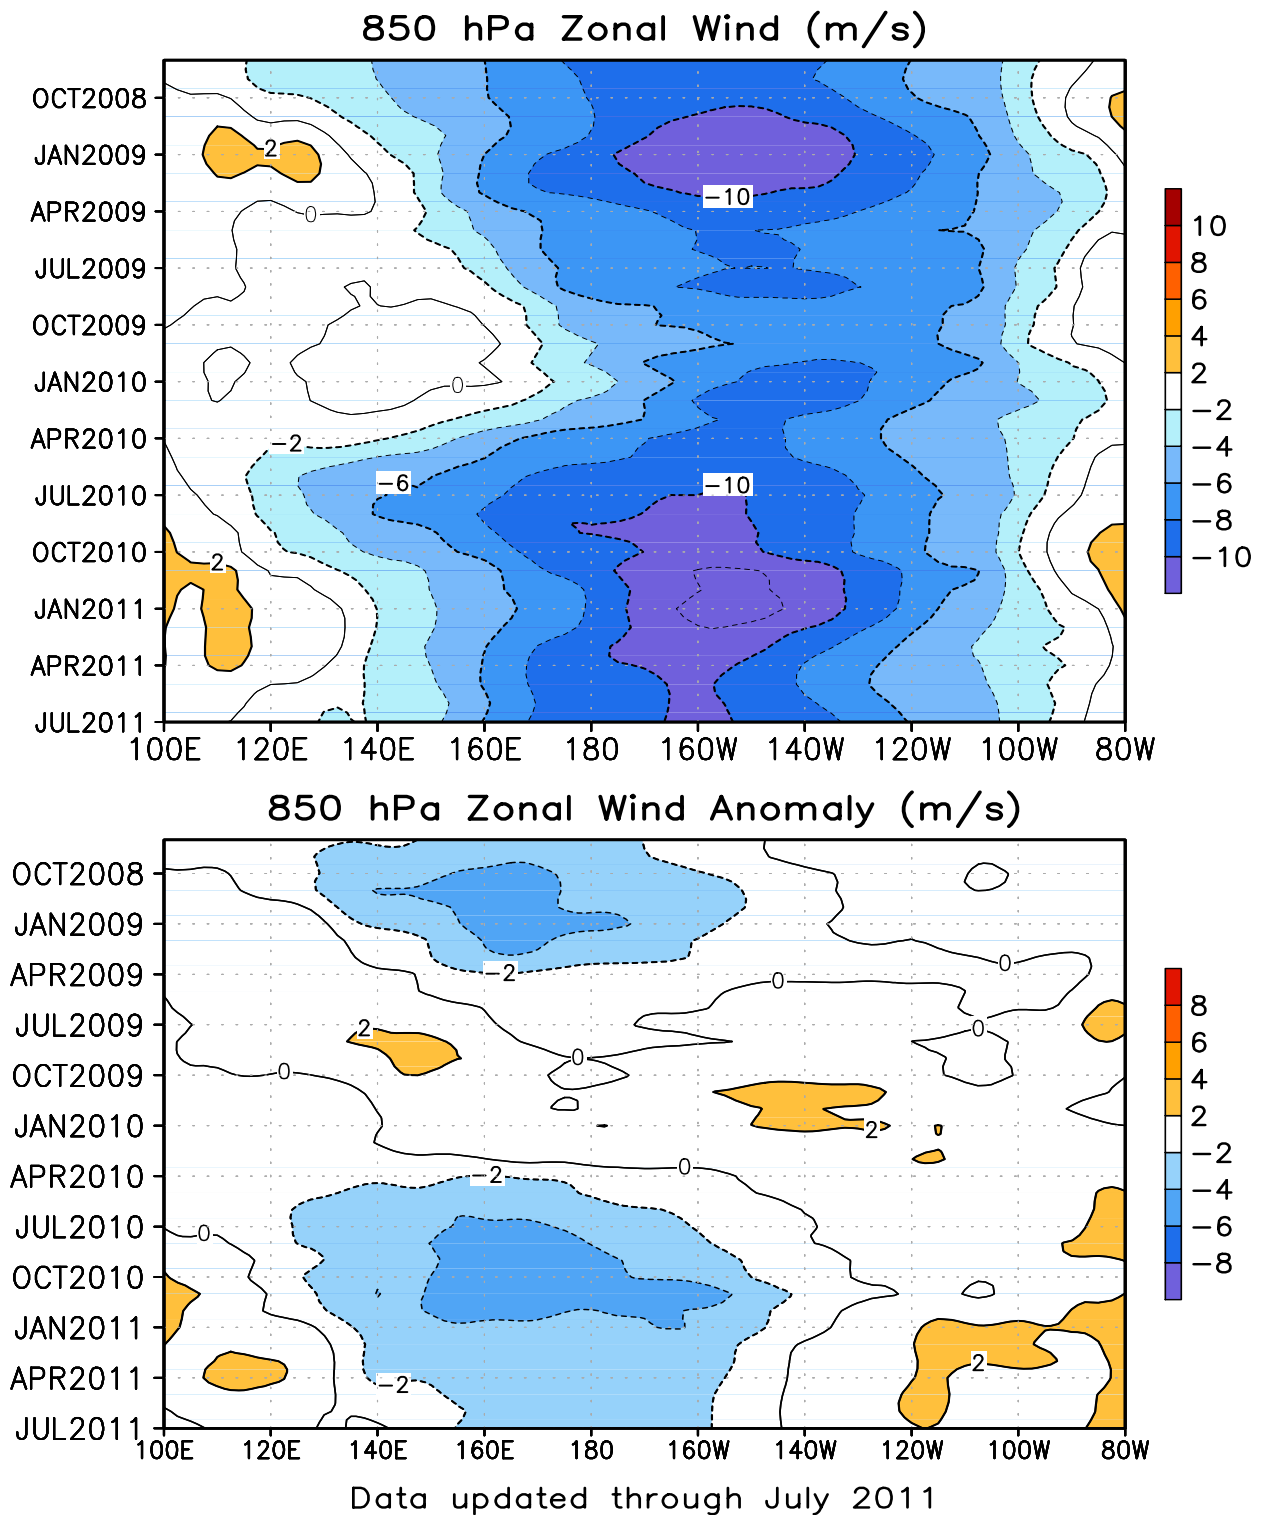 850 hPa Zonal Wind (m/s)
OCT2008
JAN2009
APR2009
JUL2009
OCT2009
JAN2010
APR2010
JUL2010
OCT2010
JAN2011
APR2011
JUL2011
2
0
−10
0
−2
−6
−10
2
100E 120E 140E 160E 180 160W 140W 120W 100W 80W
10
8
6
4
2
−2
−4
−6
−8
−10
850 hPa Zonal Wind Anomaly (m/s)
OCT2008
JAN2009
APR2009
JUL2009
OCT2009
JAN2010
APR2010
JUL2010
OCT2010
JAN2011
APR2011
JUL2011
−2
0
0
2
0
0
0
2
0
−2
0
2
−2
100E 120E 140E 160E 180 160W 140W 120W 100W 80W
8
6
4
2
−2
−4
−6
−8
Data updated through July 2011